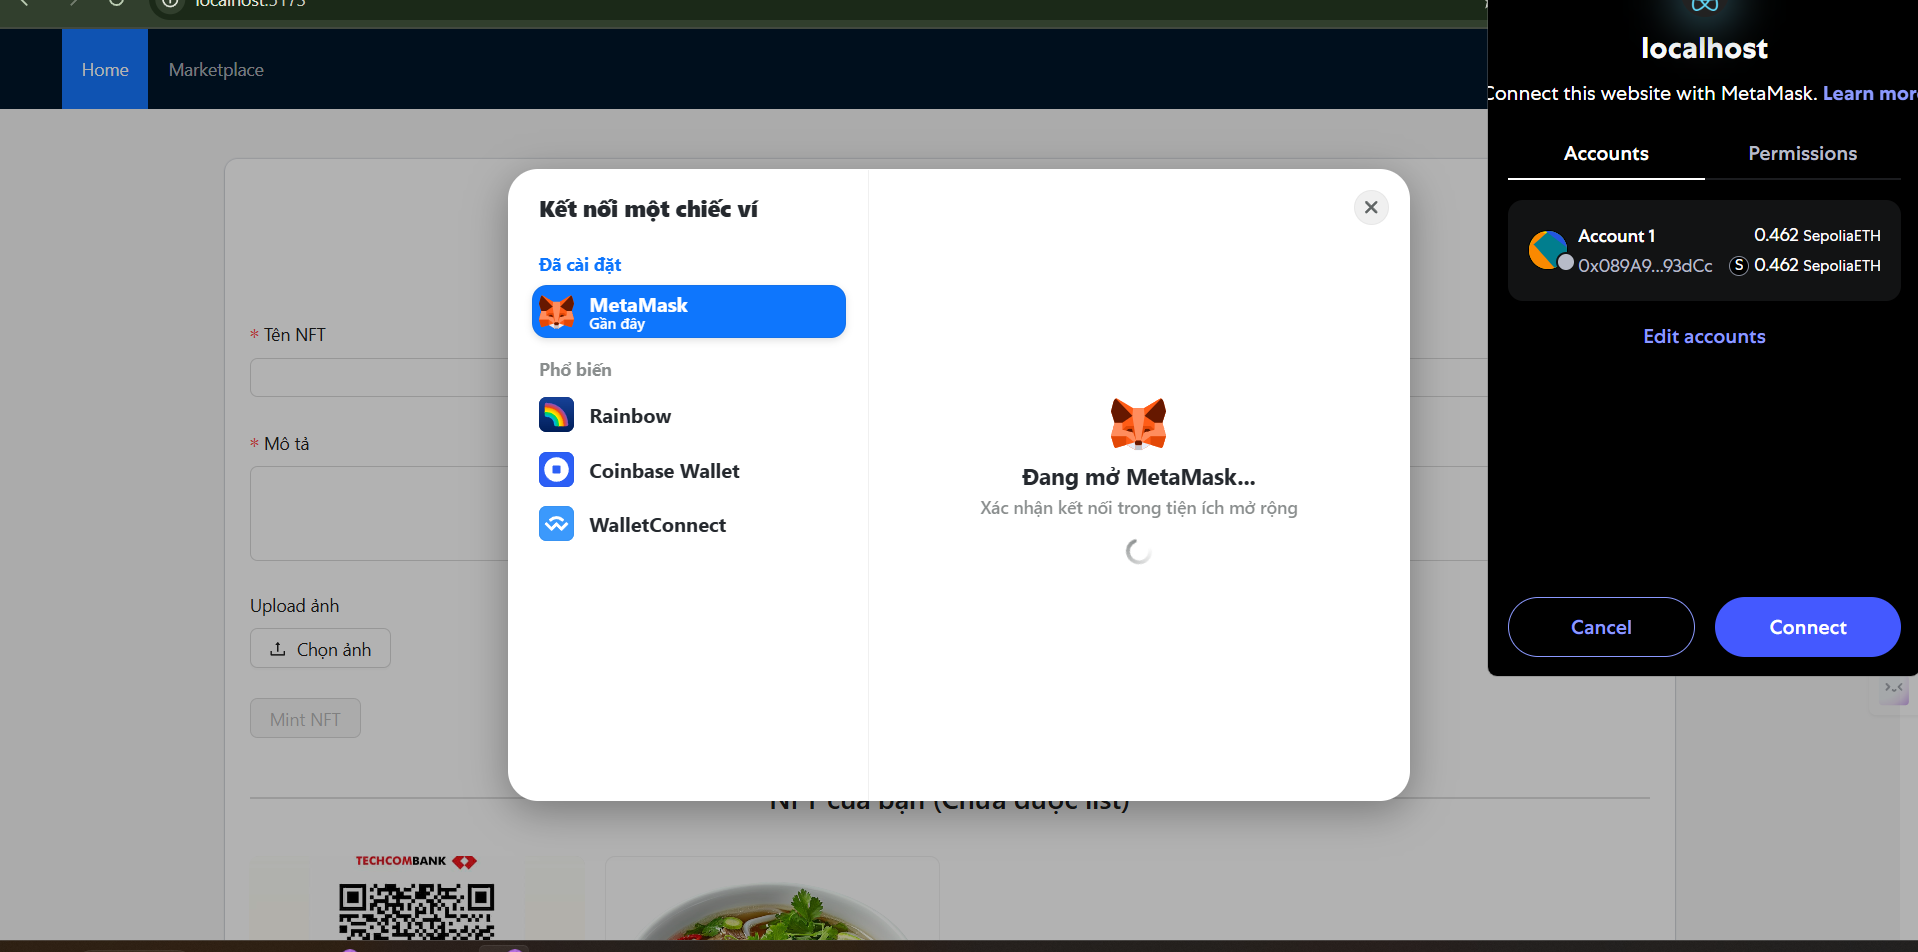 localhost:5173
Home
Marketplace
* Tên NFT
* Mô tả
Upload ảnh
Chọn ảnh
Mint NFT
Kết nối một chiếc ví
Đã cài đặt
MetaMask
Gần đây
Phổ biến
Rainbow
Coinbase Wallet
WalletConnect
Đang mở MetaMask...
Xác nhận kết nối trong tiện ích mở rộng
NFT của bạn (Chưa được list)
TECHCOMBANK
localhost
Connect this website with MetaMask. Learn more
Accounts
Permissions
Account 1
0.462 SepoliaETH
0x089A9...93dCc
S 0.462 SepoliaETH
Edit accounts
Cancel
Connect